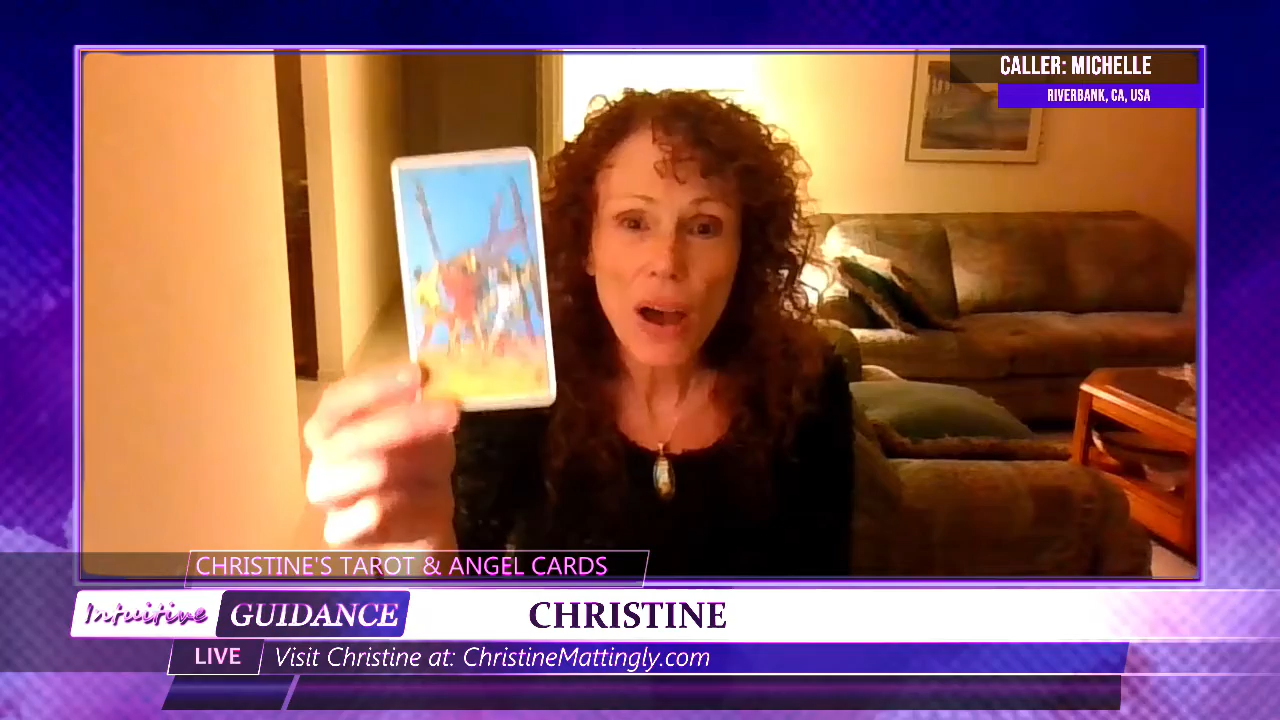 CALLER: MICHELLE
RIVERBANK, CA, USA
CHRISTINE'S TAROT & ANGEL CARDS
Intuitive GUIDANCE
CHRISTINE
LIVE
Visit Christine at: ChristineMattingly.com